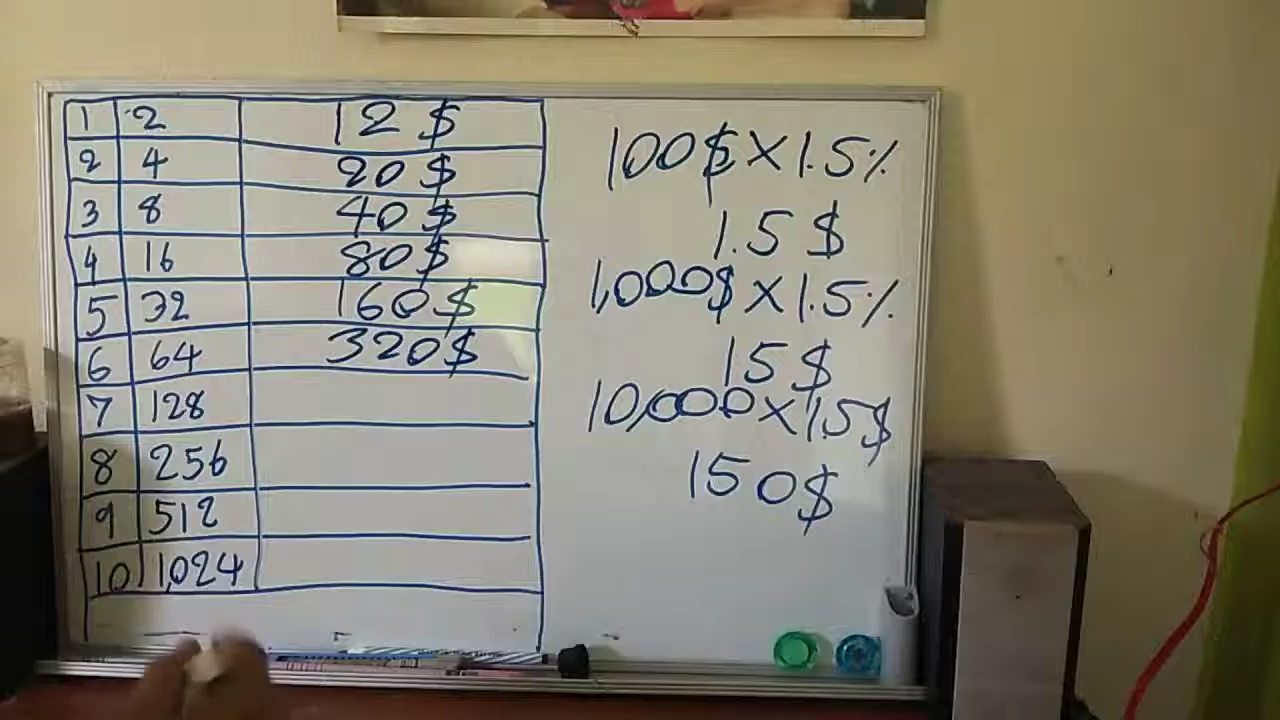 1 2 12$
2 4 20$
3 8 40$
4 16 80$
5 32 160$
6 64 320$
7 128
8 256
9 512
10 1,024
100$ X 1.5%
1.5$
1,000$ X 1.5%
15$
10,000 X 1.5$
150$